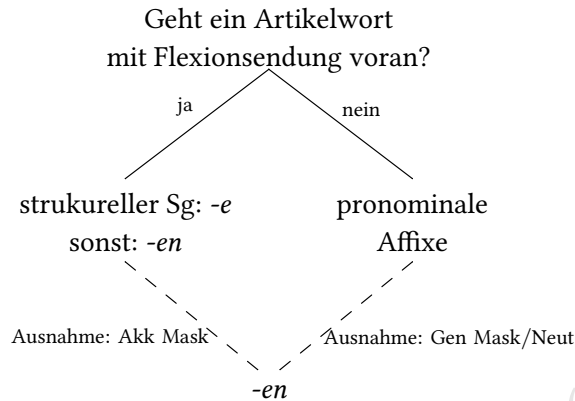 Geht ein Artikelwort
mit Flexionsendung voran?
ja
nein
strukureller Sg: -e
sonst: -en
pronominale
Affixe
Ausnahme: Akk Mask
Ausnahme: Gen Mask/Neut
-en